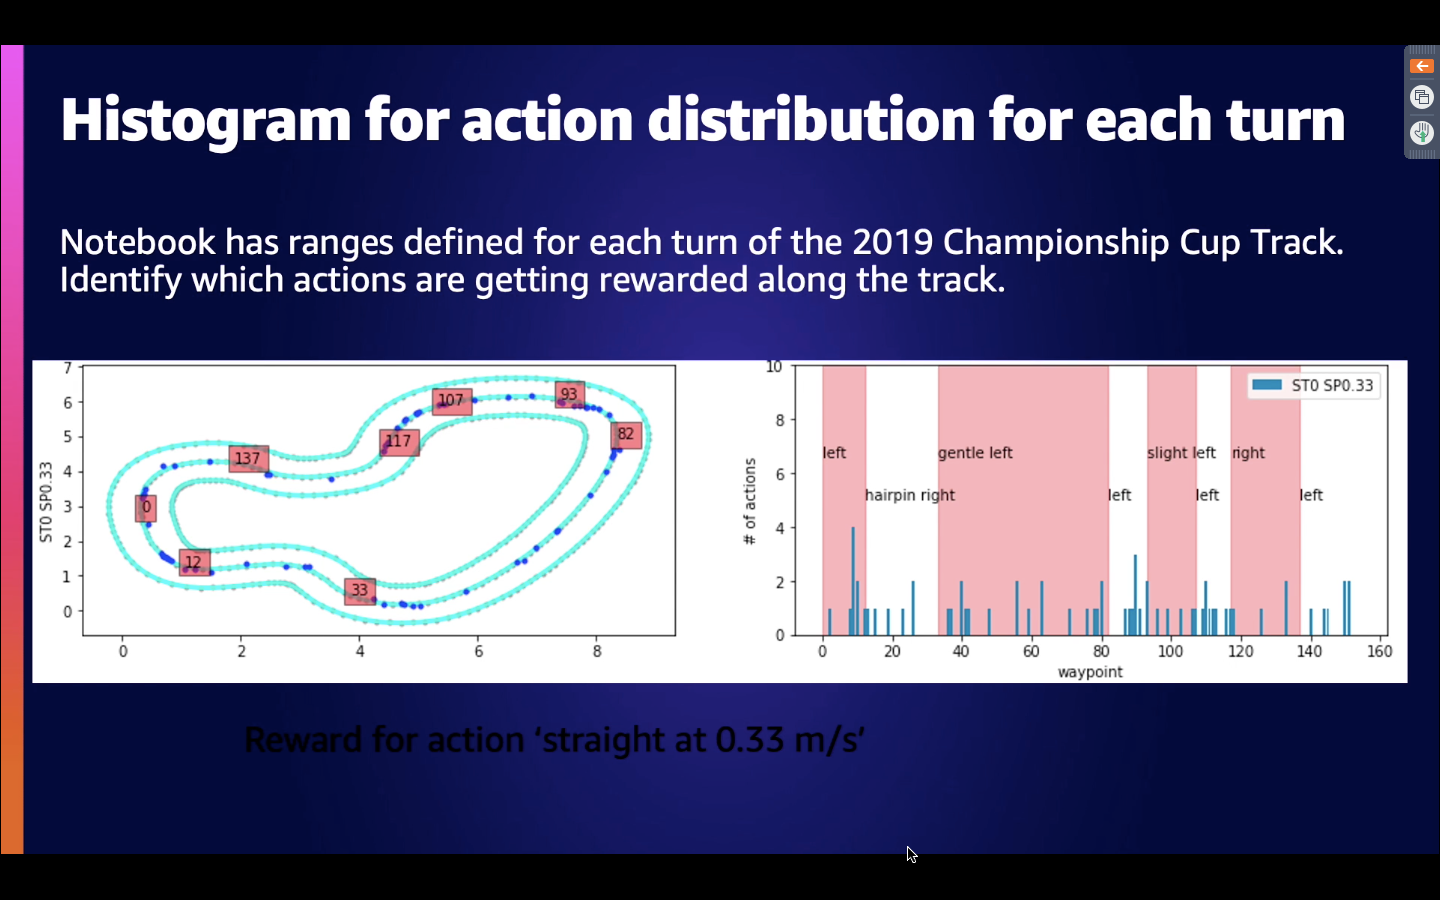 Histogram for action distribution for each turn
Notebook has ranges defined for each turn of the 2019 Championship Cup Track.
Identify which actions are getting rewarded along the track.
7
6
5
4
3
2
1
0
ST0 SP0.33
0
2
4
6
8
107
93
117
82
137
0
12
33
10
8
6
4
2
0
# of actions
ST0 SP0.33
left
gentle left
slight left
right
hairpin right
left
left
left
0
20
40
60
80
100
120
140
160
waypoint
Reward for action ‘straight at 0.33 m/s’